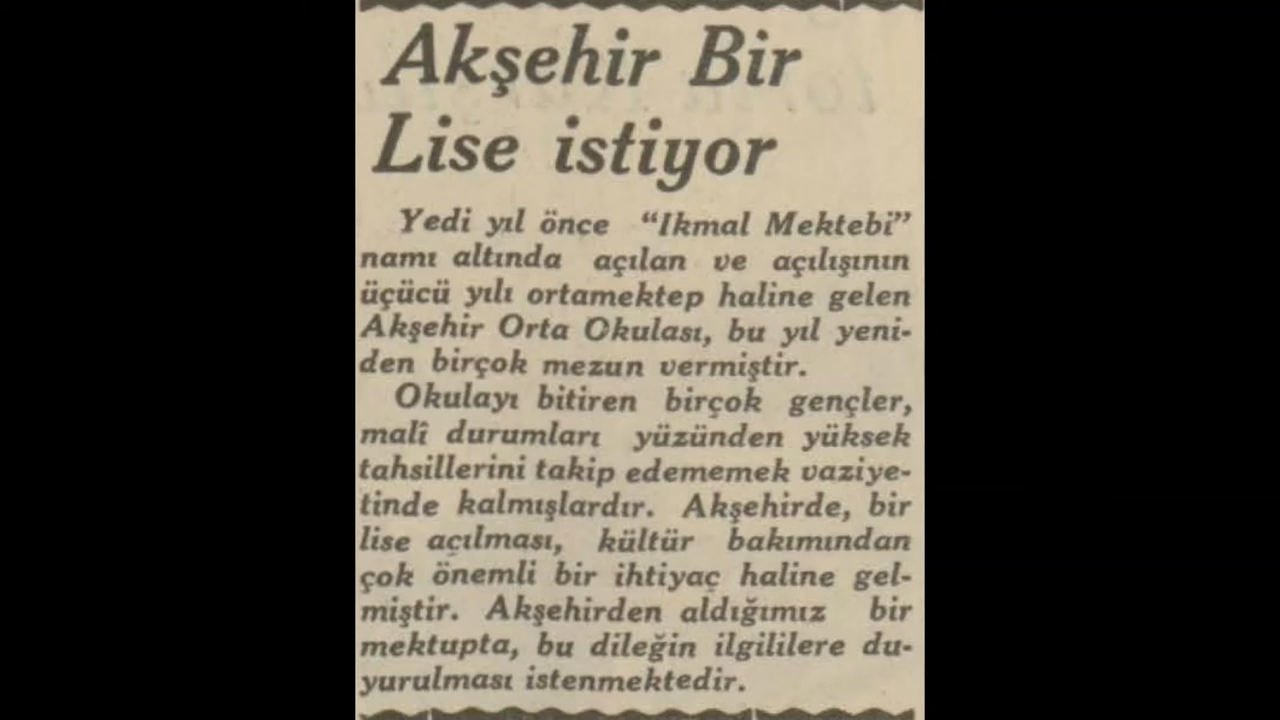 Akşehir Bir
Lise istiyor
Yedi yıl önce “Ikmal Mektebi”
namı altında açılan ve açılışının
üçücü yılı ortamektep haline gelen
Akşehir Orta Okulası, bu yıl yeni-
den birçok mezun vermiştir.
Okulayı bitiren birçok gençler,
malî durumları yüzünden yüksek
tahsillerini takip edememek vaziye-
tinde kalmışlardır. Akşehirde, bir
lise açılması, kültür bakımından
çok önemli bir ihtiyaç haline gel-
miştir. Akşehirden aldığımız bir
mektupta, bu dileğin ilgililere du-
yurulması istenmektedir.